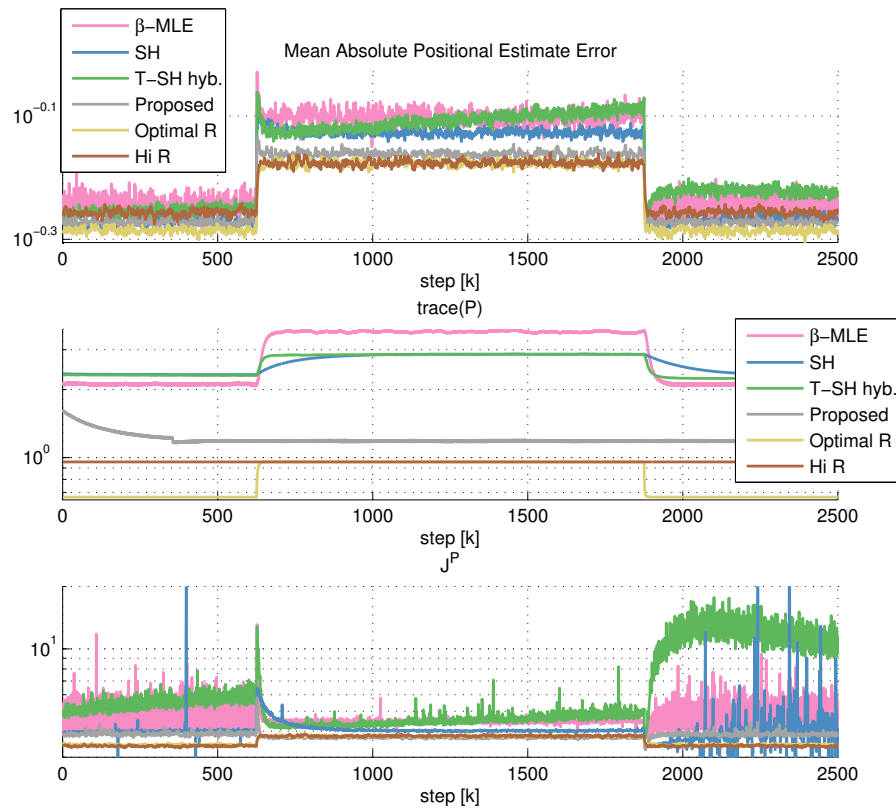 β−MLE
SH
T−SH hyb.
Proposed
Optimal R
Hi R
Mean Absolute Positional Estimate Error
10^−0.1
10^−0.3
0 500 1000 1500 2000 2500
step [k]
trace(P)
β−MLE
SH
T−SH hyb.
Proposed
Optimal R
Hi R
10^0
0 500 1000 1500 2000 2500
step [k]
J^P
10^1
0 500 1000 1500 2000 2500
step [k]